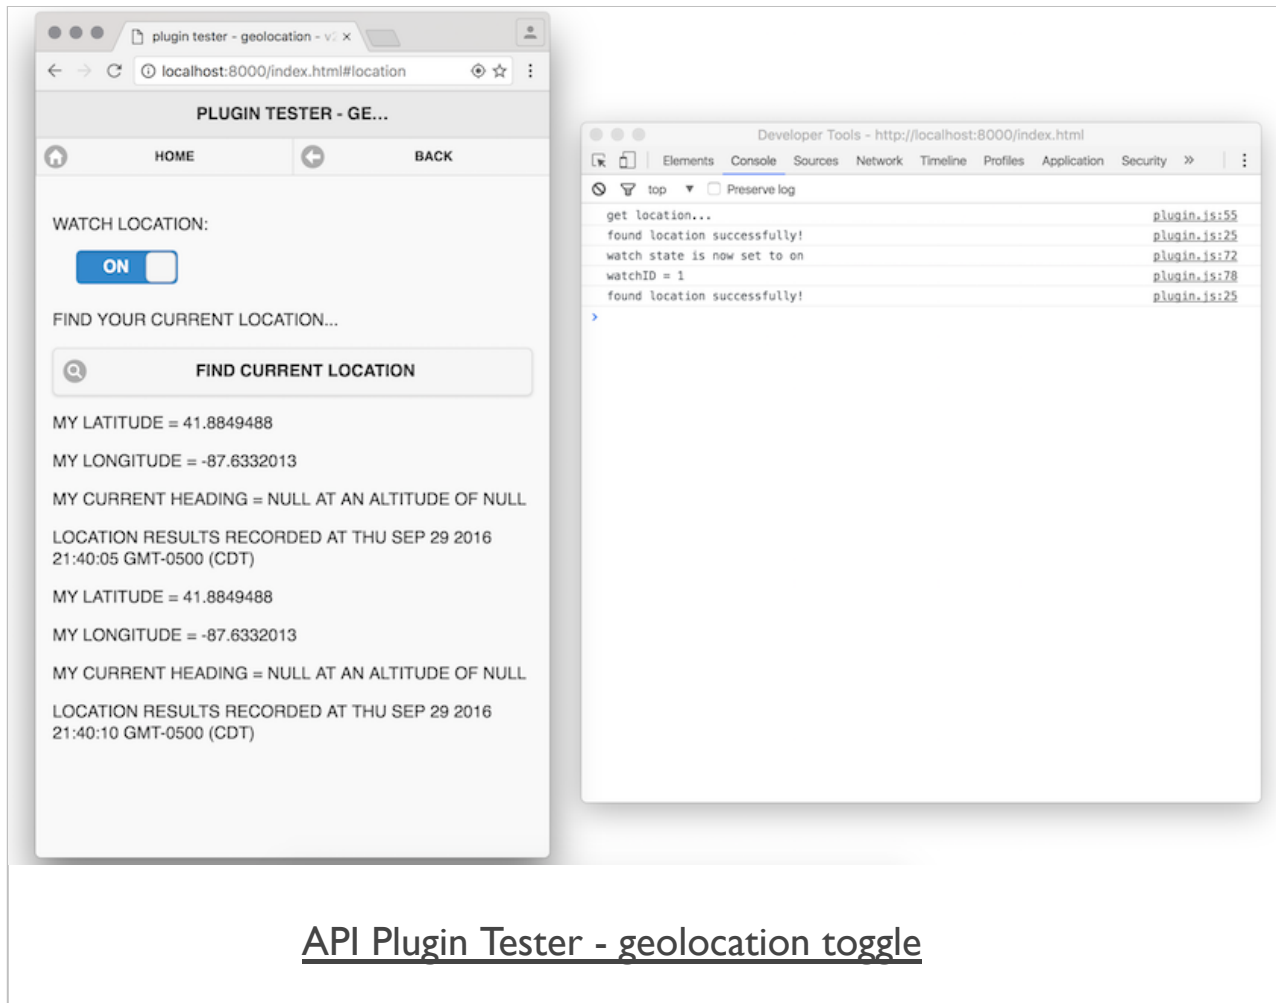 plugin tester - geolocation - v2
localhost:8000/index.html#location
PLUGIN TESTER - GE...
HOME
BACK
WATCH LOCATION:
ON
FIND YOUR CURRENT LOCATION...
FIND CURRENT LOCATION
MY LATITUDE = 41.8849488
MY LONGITUDE = -87.6332013
MY CURRENT HEADING = NULL AT AN ALTITUDE OF NULL
LOCATION RESULTS RECORDED AT THU SEP 29 2016
21:40:05 GMT-0500 (CDT)
MY LATITUDE = 41.8849488
MY LONGITUDE = -87.6332013
MY CURRENT HEADING = NULL AT AN ALTITUDE OF NULL
LOCATION RESULTS RECORDED AT THU SEP 29 2016
21:40:10 GMT-0500 (CDT)
Developer Tools - http://localhost:8000/index.html
Elements Console Sources Network Timeline Profiles Application Security »
top Preserve log
get location... plugin.js:55
found location successfully! plugin.js:25
watch state is now set to on plugin.js:72
watchID = 1 plugin.js:78
found location successfully! plugin.js:25
API Plugin Tester - geolocation toggle